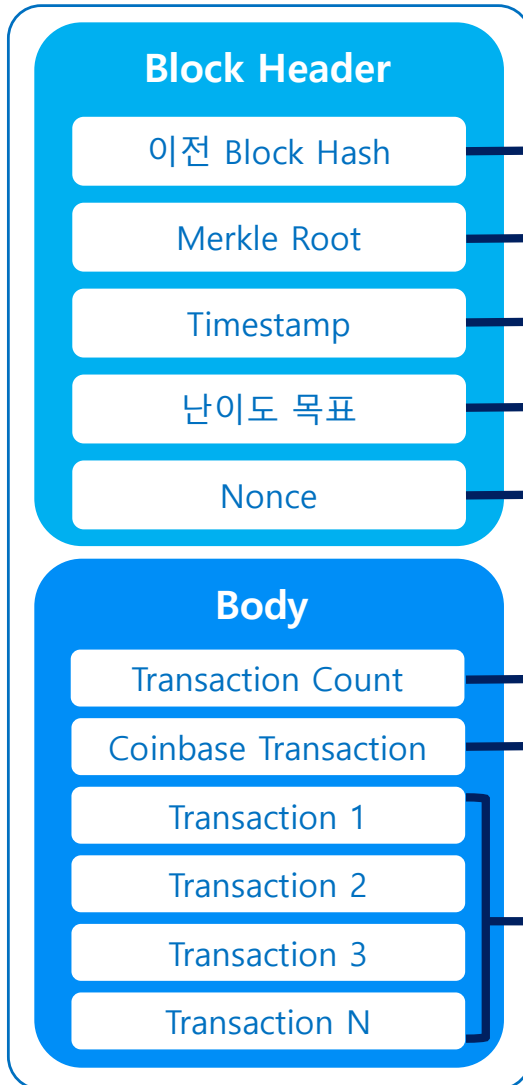 Block Header
이전 Block Hash
Merkle Root
Timestamp
난이도 목표
Nonce
Body
Transaction Count
Coinbase Transaction
Transaction 1
Transaction 2
Transaction 3
Transaction N